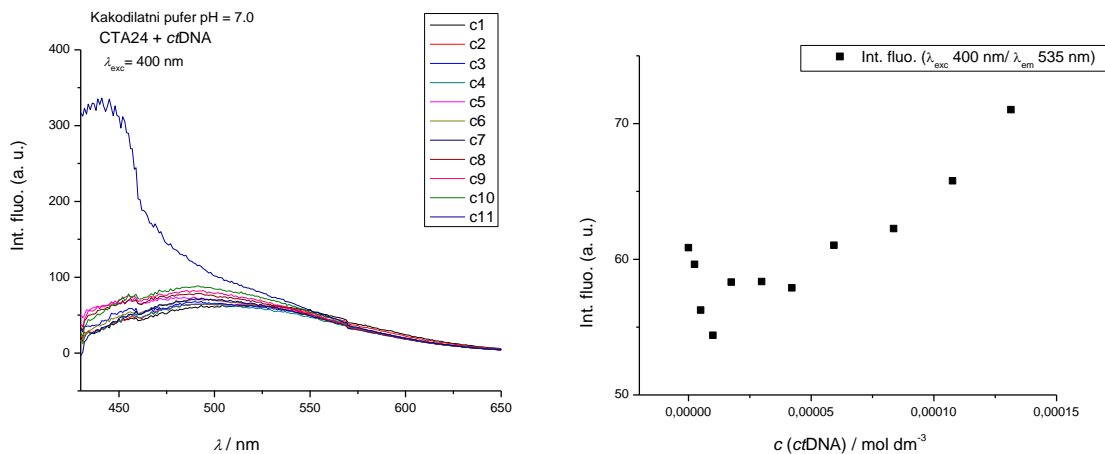 Kakodilatni pufer pH = 7.0
CTA24 + ctDNA
λexc= 400 nm
400
300
200
100
0
Int. fluo. (a. u.)
450
500
550
600
650
λ / nm
c1
c2
c3
c4
c5
c6
c7
c8
c9
c10
c11
Int. fluo. (λexc 400 nm/ λem 535 nm)
70
60
50
Int. fluo. (a. u.)
0,00000
0,00005
0,00010
0,00015
c (ctDNA) / mol dm-3